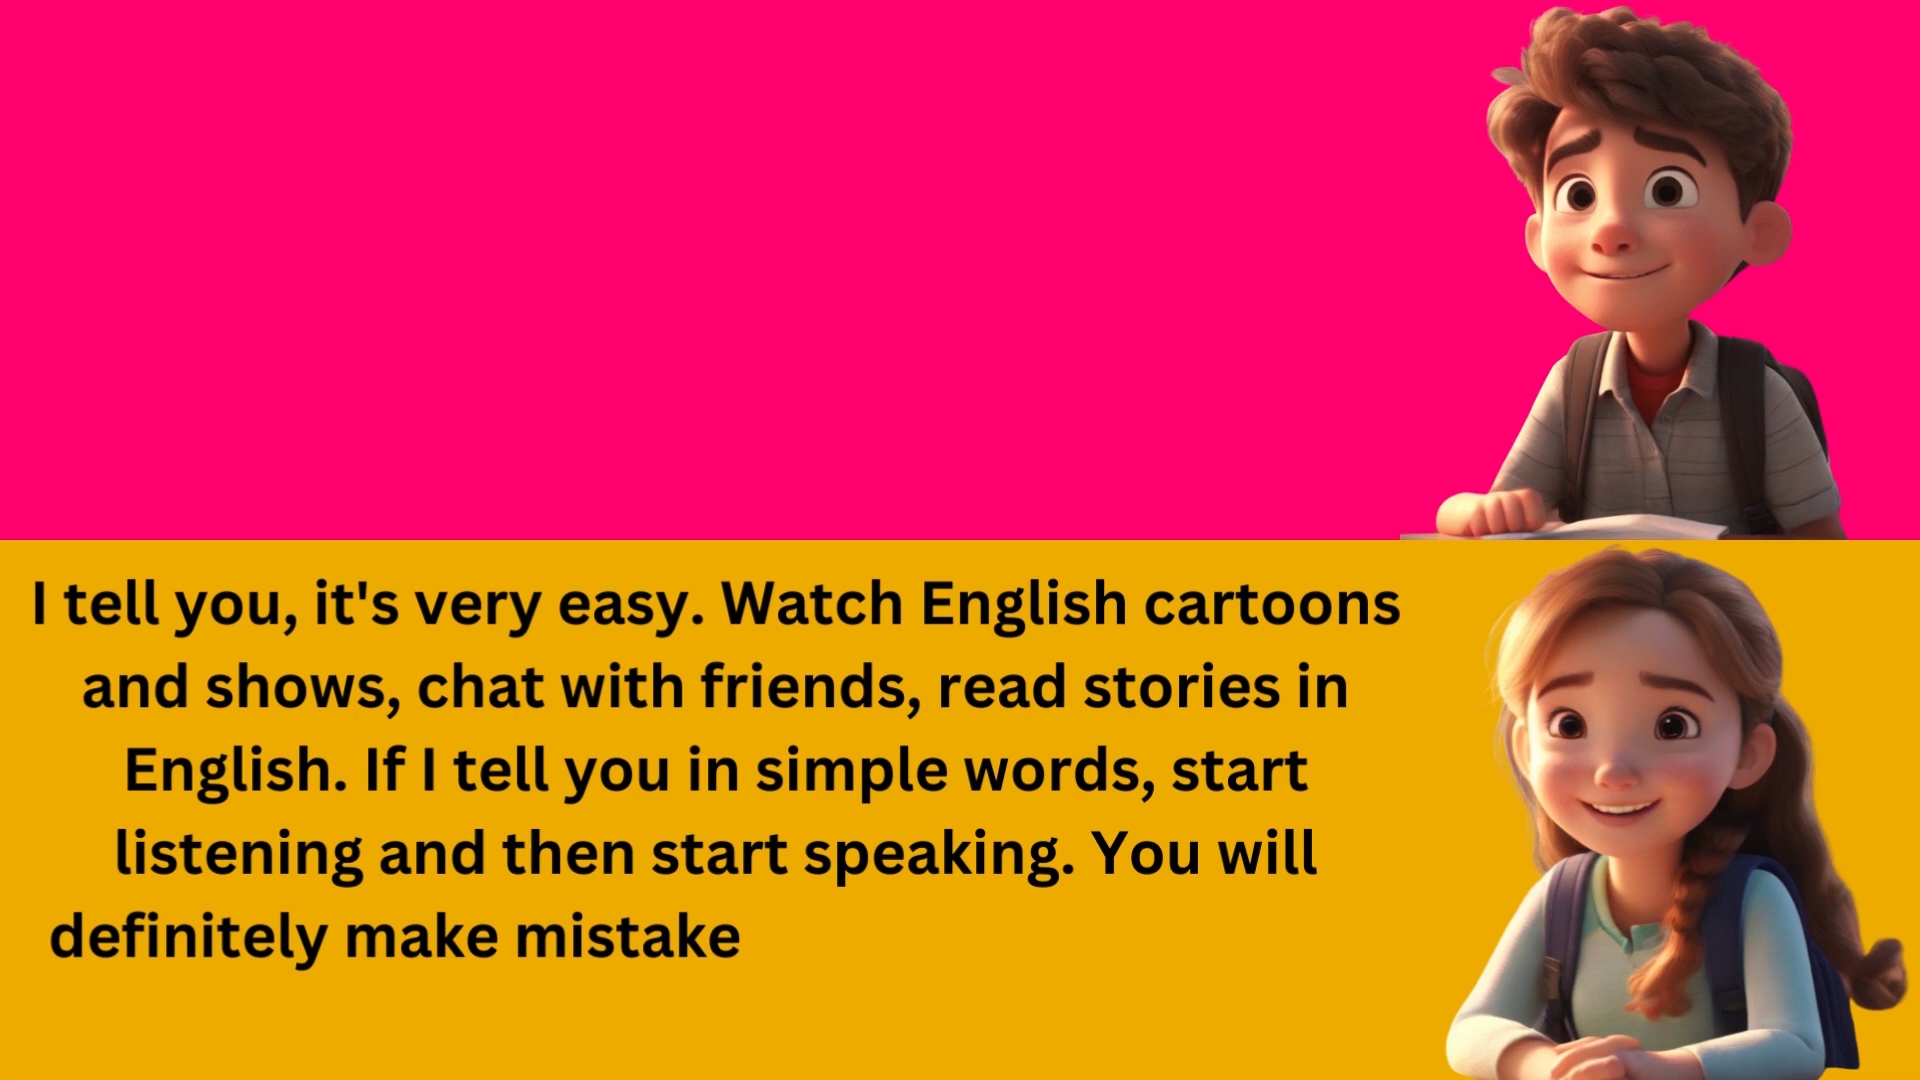 I tell you, it's very easy. Watch English cartoons
and shows, chat with friends, read stories in
English. If I tell you in simple words, start
listening and then start speaking. You will
definitely make mistake